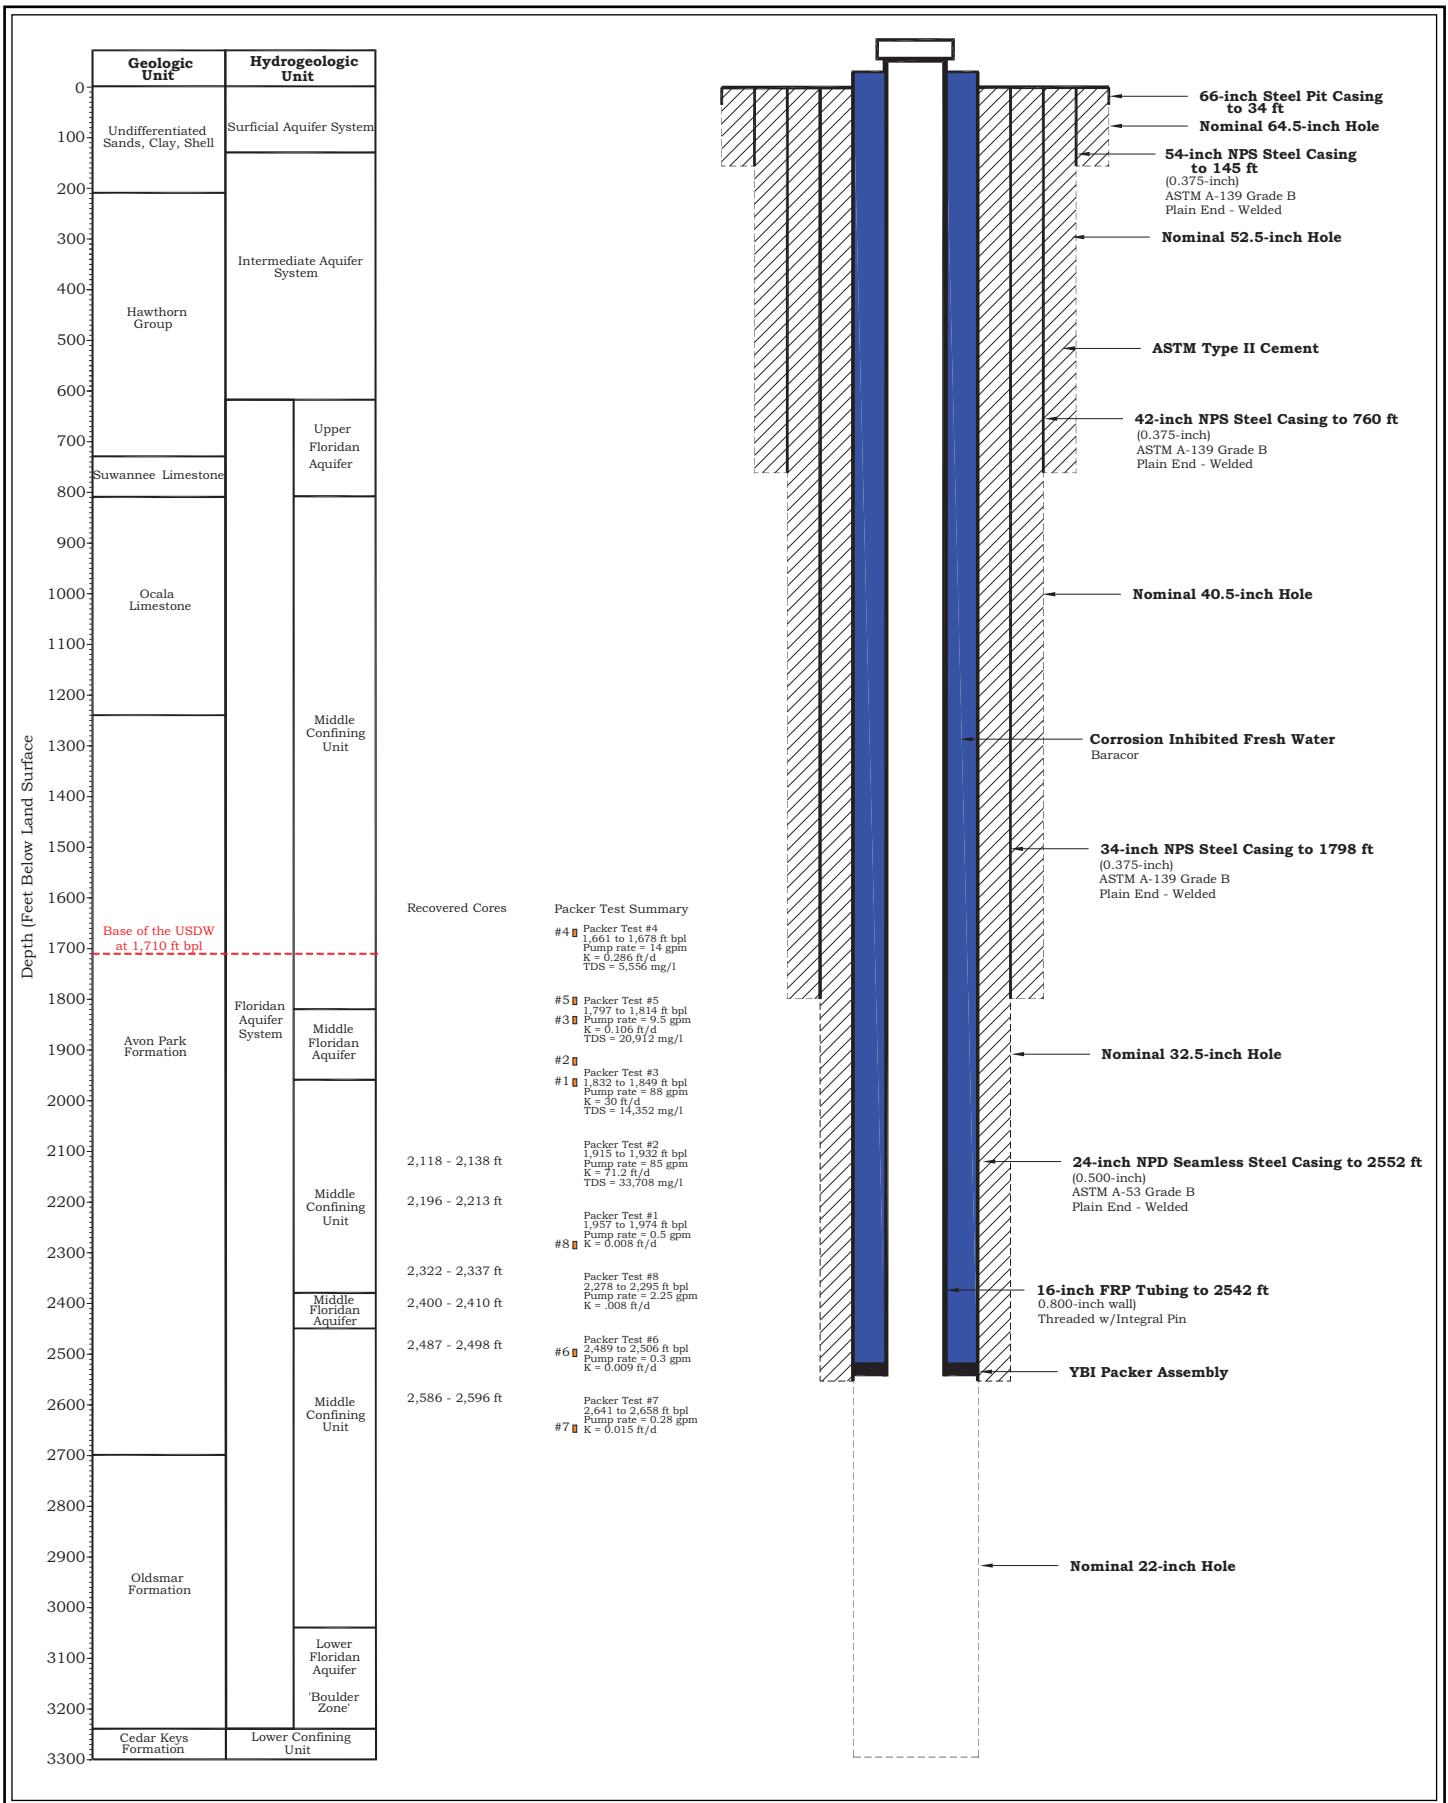 Geologic
Unit
Hydrogeologic
Unit
Depth (Feet Below Land Surface
0
100
200
300
400
500
600
700
800
900
1000
1100
1200
1300
1400
1500
1600
1700
1800
1900
2000
2100
2200
2300
2400
2500
2600
2700
2800
2900
3000
3100
3200
3300
Undifferentiated
Sands, Clay, Shell
Hawthorn
Group
Suwannee Limestone
Ocala
Limestone
Base of the USDW
at 1,710 ft bpl
Avon Park
Formation
Oldsmar
Formation
Cedar Keys
Formation
Surficial Aquifer System
Intermediate Aquifer
System
Floridan
Aquifer
System
Upper
Floridan
Aquifer
Middle
Confining
Unit
Middle
Floridan
Aquifer
Middle
Confining
Unit
Middle
Floridan
Aquifer
Middle
Confining
Unit
Lower
Floridan
Aquifer
'Boulder
Zone'
Lower Confining
Unit
Recovered Cores
2,118 - 2,138 ft
2,196 - 2,213 ft
2,322 - 2,337 ft
2,400 - 2,410 ft
2,487 - 2,498 ft
2,586 - 2,596 ft
Packer Test Summary
#4
Packer Test #4
1,661 to 1,678 ft bpl
Pump rate = 14 gpm
K = 0.286 ft/d
TDS = 5,556 mg/l
#5
Packer Test #5
1,797 to 1,814 ft bpl
#3
Pump rate = 9.5 gpm
K = 0.106 ft/d
TDS = 20,912 mg/l
#2
Packer Test #3
#1
1,832 to 1,849 ft bpl
Pump rate = 88 gpm
K = 30 ft/d
TDS = 14,352 mg/l
Packer Test #2
1,915 to 1,932 ft bpl
Pump rate = 85 gpm
K = 71.2 ft/d
TDS = 33,708 mg/l
Packer Test #1
1,957 to 1,974 ft bpl
Pump rate = 0.5 gpm
#8
K = 0.008 ft/d
Packer Test #8
2,278 to 2,295 ft bpl
Pump rate = 2.25 gpm
K = .008 ft/d
Packer Test #6
2,489 to 2,506 ft bpl
#6
Pump rate = 0.3 gpm
K = 0.009 ft/d
Packer Test #7
2,641 to 2,658 ft bpl
Pump rate = 0.28 gpm
#7
K = 0.015 ft/d
66-inch Steel Pit Casing
to 34 ft
Nominal 64.5-inch Hole
54-inch NPS Steel Casing
to 145 ft
(0.375-inch)
ASTM A-139 Grade B
Plain End - Welded
Nominal 52.5-inch Hole
ASTM Type II Cement
42-inch NPS Steel Casing to 760 ft
(0.375-inch)
ASTM A-139 Grade B
Plain End - Welded
Nominal 40.5-inch Hole
Corrosion Inhibited Fresh Water
Baracor
34-inch NPS Steel Casing to 1798 ft
(0.375-inch)
ASTM A-139 Grade B
Plain End - Welded
Nominal 32.5-inch Hole
24-inch NPD Seamless Steel Casing to 2552 ft
(0.500-inch)
ASTM A-53 Grade B
Plain End - Welded
16-inch FRP Tubing to 2542 ft
0.800-inch wall)
Threaded w/Integral Pin
YBI Packer Assembly
Nominal 22-inch Hole